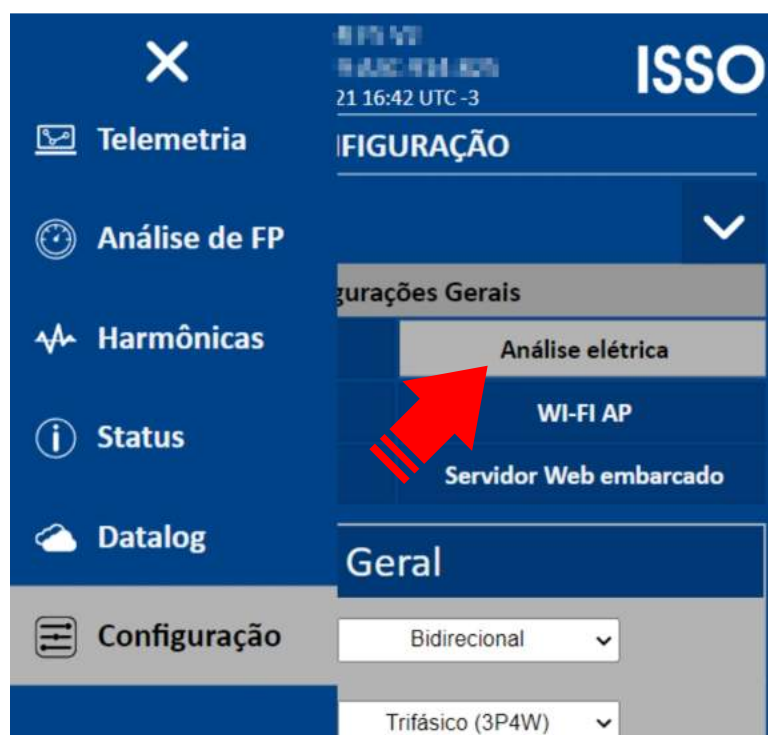 ISSO
21 16:42 UTC -3
Telemetria
IFIGURAÇÃO
Análise de FP
gurações Gerais
Harmônicas
Análise elétrica
WI-FI AP
Status
Servidor Web embarcado
Datalog
Geral
Configuração
Bidirecional
Trifásico (3P4W)